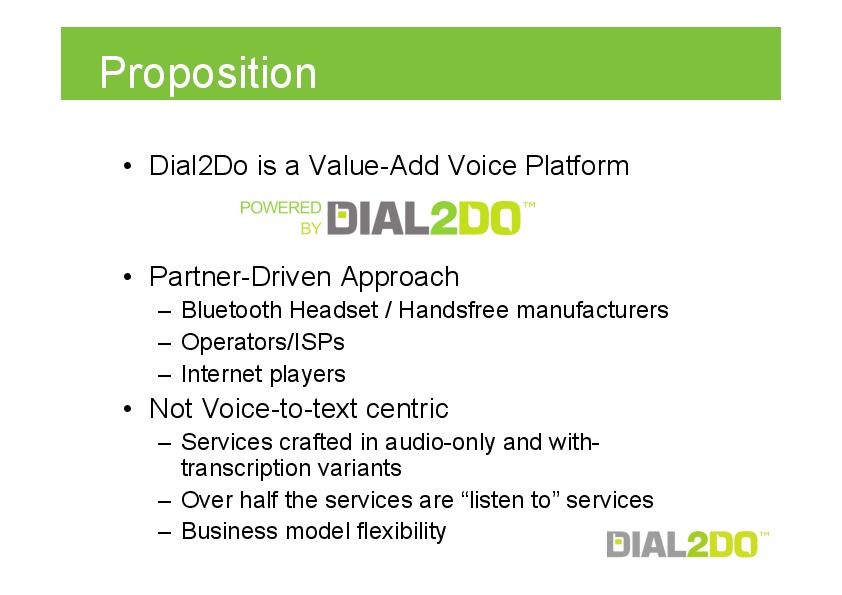 Proposition
• Dial2Do is a Value-Add Voice Platform
POWERED
BY DIAL2DO™
• Partner-Driven Approach
– Bluetooth Headset / Handsfree manufacturers
– Operators/ISPs
– Internet players
• Not Voice-to-text centric
– Services crafted in audio-only and with-
transcription variants
– Over half the services are “listen to” services
– Business model flexibility
DIAL2DO™